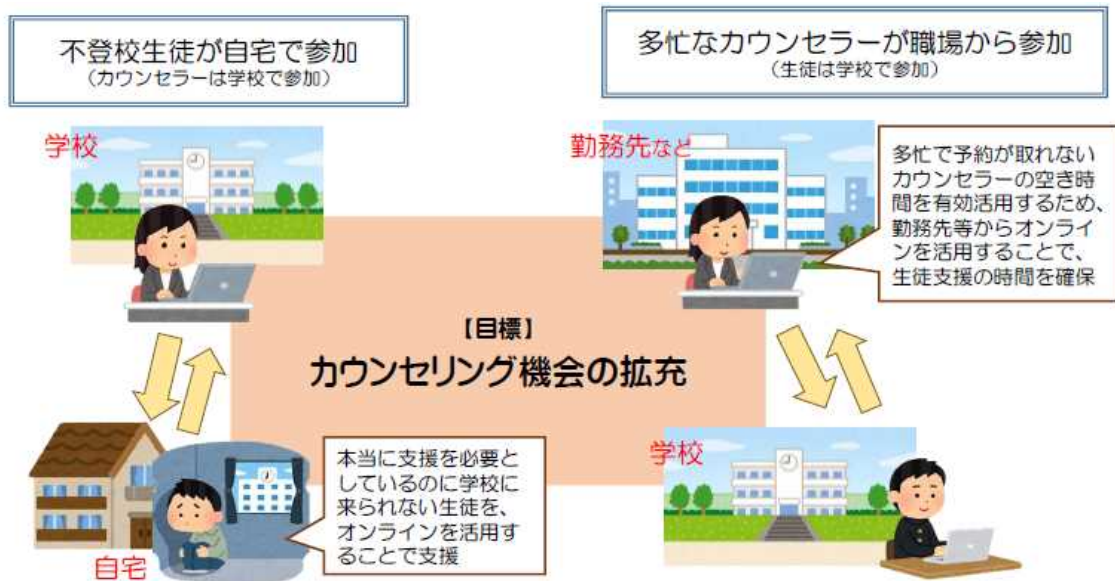 不登校生徒が自宅で参加
（カウンセラーは学校で参加）
多忙なカウンセラーが職場から参加
（生徒は学校で参加）
学校
勤務先など
多忙で予約が取れない
カウンセラーの空き時
間を有効活用するため、
勤務先等からオンライ
ンを活用することで、
生徒支援の時間を確保
【目標】
カウンセリング機会の拡充
本当に支援を必要と
しているのに学校に
来られない生徒を、
オンラインを活用す
ることで支援
自宅
学校